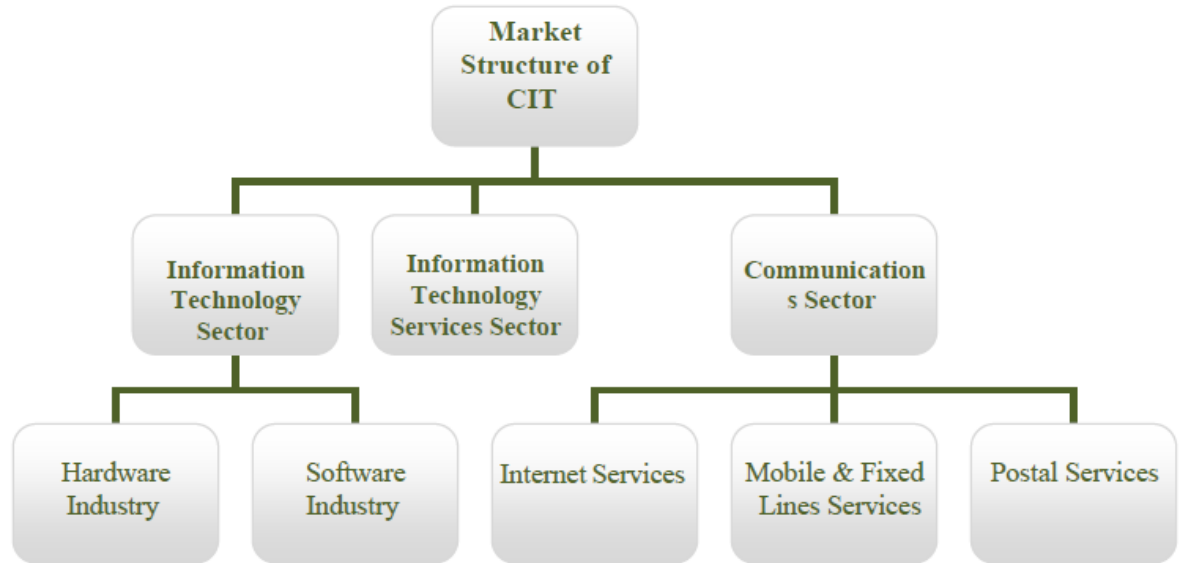 Market
Structure of
CIT
Information
Technology
Sector
Information
Technology
Services Sector
Communication
s Sector
Hardware
Industry
Software
Industry
Internet Services
Mobile & Fixed
Lines Services
Postal Services